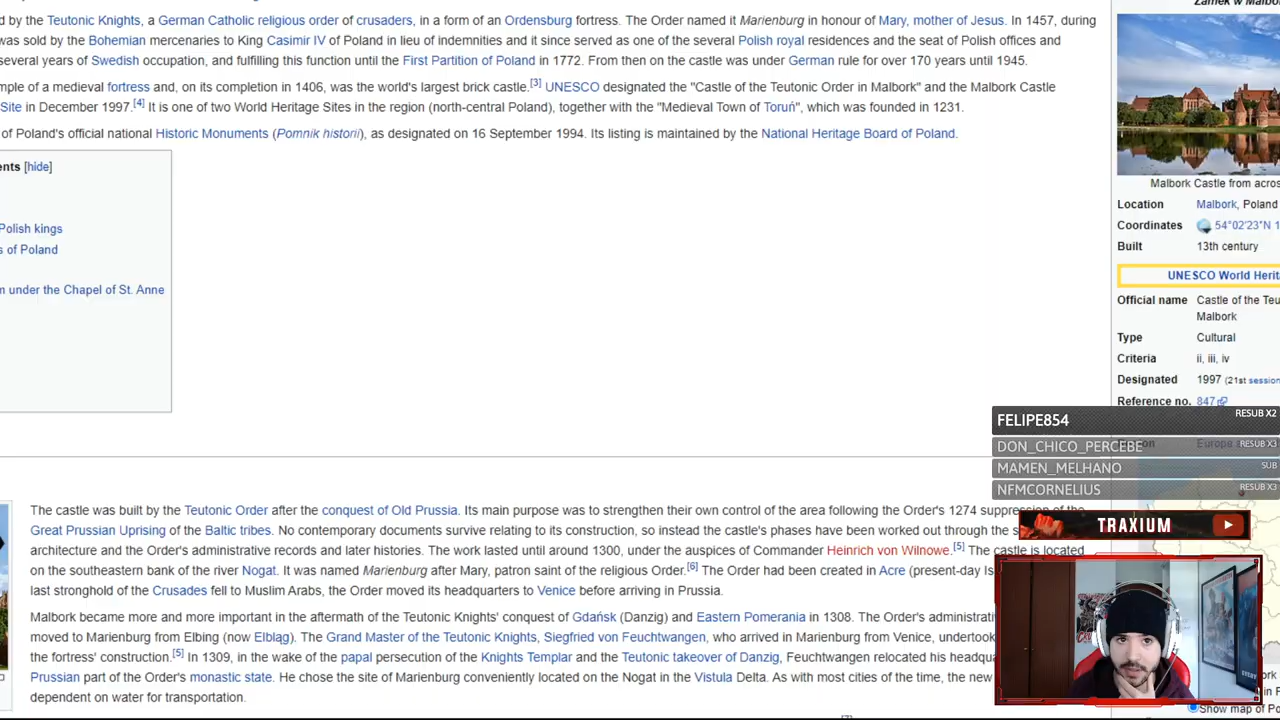 d by the Teutonic Knights, a German Catholic religious order of crusaders, in a form of an Ordensburg fortress. The Order named it Marienburg in honour of Mary, mother of Jesus. In 1457, during
was sold by the Bohemian mercenaries to King Casimir IV of Poland in lieu of indemnities and it since served as one of the several Polish royal residences and the seat of Polish offices and
several years of Swedish occupation, and fulfilling this function until the First Partition of Poland in 1772. From then on the castle was under German rule for over 170 years until 1945.
mple of a medieval fortress and, on its completion in 1406, was the world's largest brick castle.[3] UNESCO designated the "Castle of the Teutonic Order in Malbork" and the Malbork Castle
Site in December 1997.[4] It is one of two World Heritage Sites in the region (north-central Poland), together with the "Medieval Town of Toruń", which was founded in 1231.
of Poland's official national Historic Monuments (Pomnik historii), as designated on 16 September 1994. Its listing is maintained by the National Heritage Board of Poland.
ents [hide]
Polish kings
s of Poland
m under the Chapel of St. Anne
Zamek w Malbo
Malbork Castle from acros
Location Malbork, Poland
Coordinates 54°02'23"N 1
Built 13th century
UNESCO World Herita
Official name Castle of the Teu
Malbork
Type Cultural
Criteria ii, iii, iv
Designated 1997 (21st session
Reference no. 847
Europe
FELIPE854 RESUB X2
DON_CHICO_PERCEBE RESUB X3
MAMEN_MELHANO SUB
NFMCORNELIUS RESUB X3
TRAXIUM
The castle was built by the Teutonic Order after the conquest of Old Prussia. Its main purpose was to strengthen their own control of the area following the Order's 1274 suppression of the
Great Prussian Uprising of the Baltic tribes. No contemporary documents survive relating to its construction, so instead the castle's phases have been worked out through the s
architecture and the Order's administrative records and later histories. The work lasted until around 1300, under the auspices of Commander Heinrich von Wilnowe.[5] The castle is located
on the southeastern bank of the river Nogat. It was named Marienburg after Mary, patron saint of the religious Order.[6] The Order had been created in Acre (present-day Is
last stronghold of the Crusades fell to Muslim Arabs, the Order moved its headquarters to Venice before arriving in Prussia.
Malbork became more and more important in the aftermath of the Teutonic Knights' conquest of Gdańsk (Danzig) and Eastern Pomerania in 1308. The Order's administrati
moved to Marienburg from Elbing (now Elbląg). The Grand Master of the Teutonic Knights, Siegfried von Feuchtwangen, who arrived in Marienburg from Venice, undertook
the fortress' construction.[5] In 1309, in the wake of the papal persecution of the Knights Templar and the Teutonic takeover of Danzig, Feuchtwangen relocated his headqua
Prussian part of the Order's monastic state. He chose the site of Marienburg conveniently located on the Nogat in the Vistula Delta. As with most cities of the time, the new
dependent on water for transportation.
Show map of Po